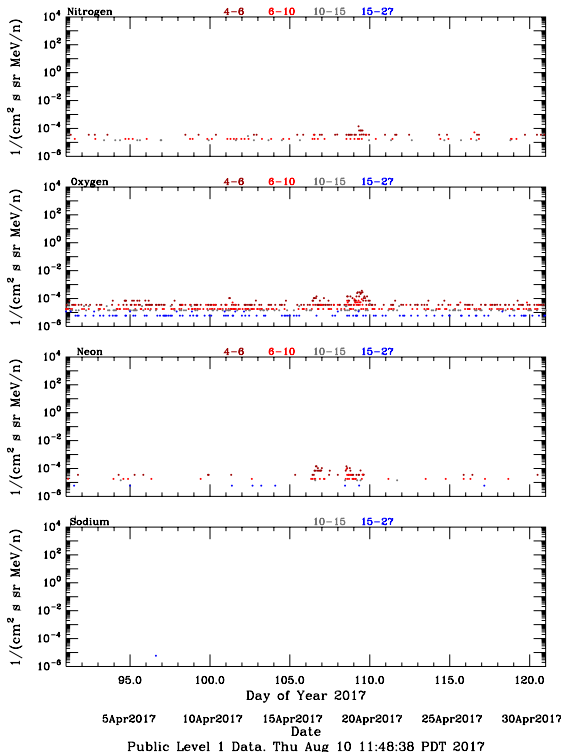 Nitrogen 4-6 6-10 10-15 15-27
10⁴
10²
10⁰
10⁻²
10⁻⁴
10⁻⁶
1/(cm² s sr MeV/n)
Oxygen 4-6 6-10 10-15 15-27
10⁴
10²
10⁰
10⁻²
10⁻⁴
10⁻⁶
1/(cm² s sr MeV/n)
Neon 4-6 6-10 10-15 15-27
10⁴
10²
10⁰
10⁻²
10⁻⁴
10⁻⁶
1/(cm² s sr MeV/n)
Sodium 10-15 15-27
10⁴
10²
10⁰
10⁻²
10⁻⁴
10⁻⁶
1/(cm² s sr MeV/n)
95.0 100.0 105.0 110.0 115.0 120.0
Day of Year 2017
5Apr2017 10Apr2017 15Apr2017 20Apr2017 25Apr2017 30Apr2017
Date
Public Level 1 Data. Thu Aug 10 11:48:38 PDT 2017